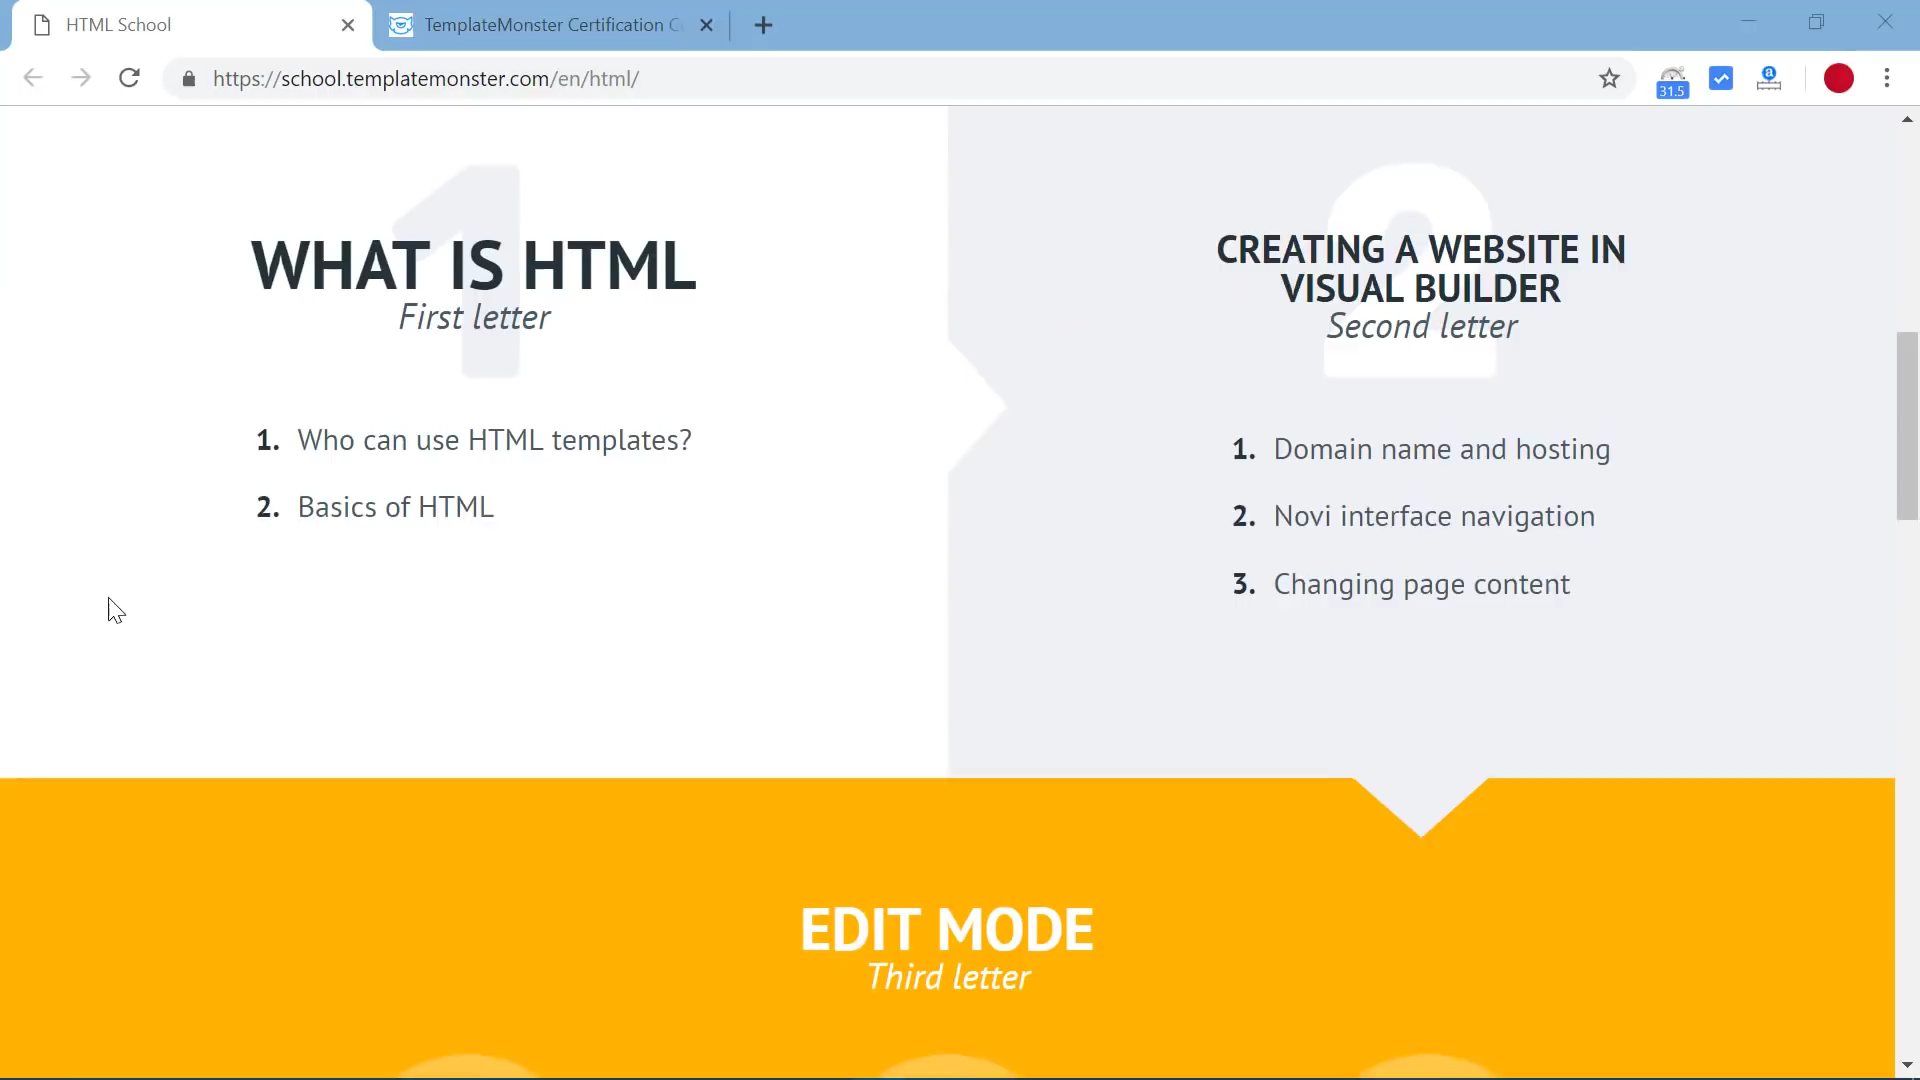 HTML School
TemplateMonster Certification C
https://school.templatemonster.com/en/html/
31.5
1
WHAT IS HTML
First letter
1. Who can use HTML templates?
2. Basics of HTML
2
CREATING A WEBSITE IN
VISUAL BUILDER
Second letter
1. Domain name and hosting
2. Novi interface navigation
3. Changing page content
EDIT MODE
Third letter